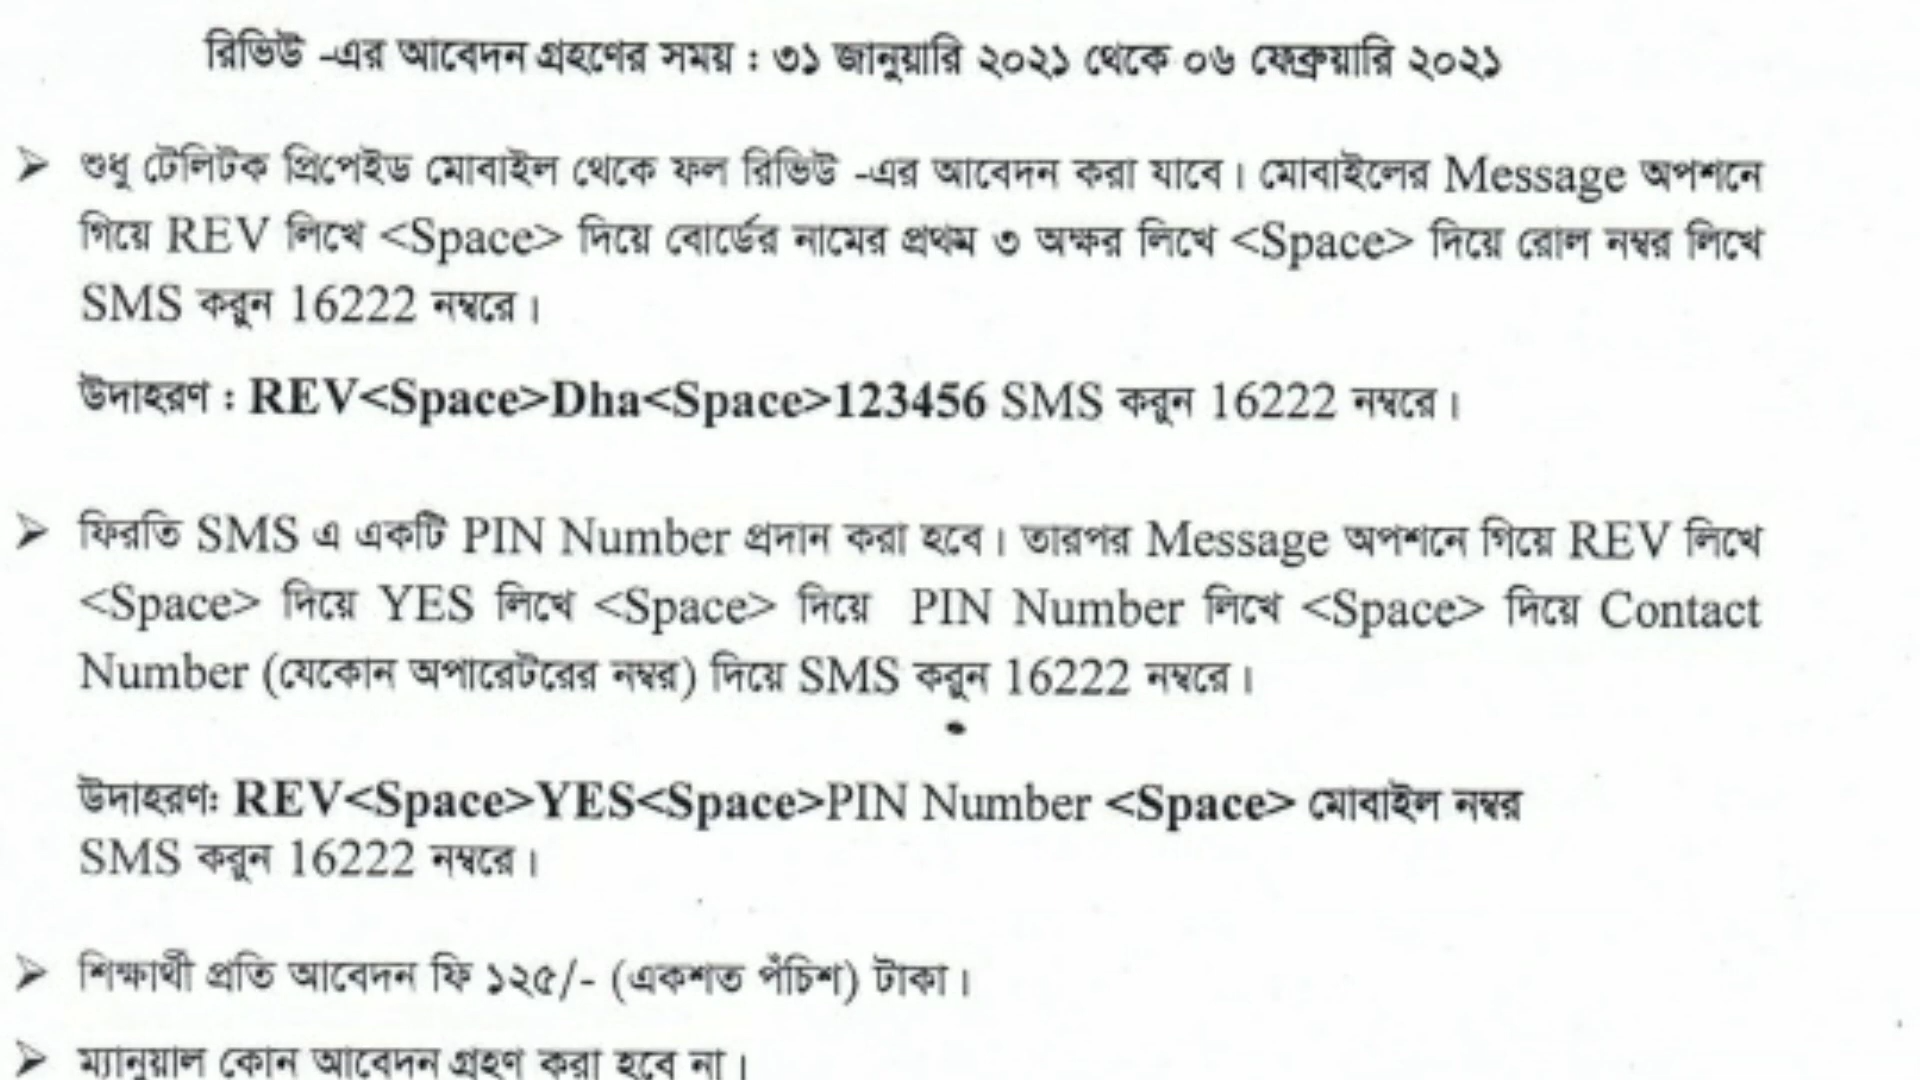 রিভিউ -এর আবেদন গ্রহণের সময় : ৩১ জানুয়ারি ২০২১ থেকে ০৬ ফেব্রুয়ারি ২০২১
➢ শুধু টেলিটক প্রিপেইড মোবাইল থেকে ফল রিভিউ -এর আবেদন করা যাবে। মোবাইলের Message অপশনে
গিয়ে REV লিখে <Space> দিয়ে বোর্ডের নামের প্রথম ৩ অক্ষর লিখে <Space> দিয়ে রোল নম্বর লিখে
SMS করুন 16222 নম্বরে।
উদাহরণ : REV<Space>Dha<Space>123456 SMS করুন 16222 নম্বরে।
➢ ফিরতি SMS এ একটি PIN Number প্রদান করা হবে। তারপর Message অপশনে গিয়ে REV লিখে
<Space> দিয়ে YES লিখে <Space> দিয়ে PIN Number লিখে <Space> দিয়ে Contact
Number (যেকোন অপারেটরের নম্বর) দিয়ে SMS করুন 16222 নম্বরে।
উদাহরণঃ REV<Space>YES<Space>PIN Number <Space> মোবাইল নম্বর
SMS করুন 16222 নম্বরে।
➢ শিক্ষার্থী প্রতি আবেদন ফি ১২৫/- (একশত পঁচিশ) টাকা।
➢ ম্যানুয়াল কোন আবেদন গ্রহণ করা হবে না।